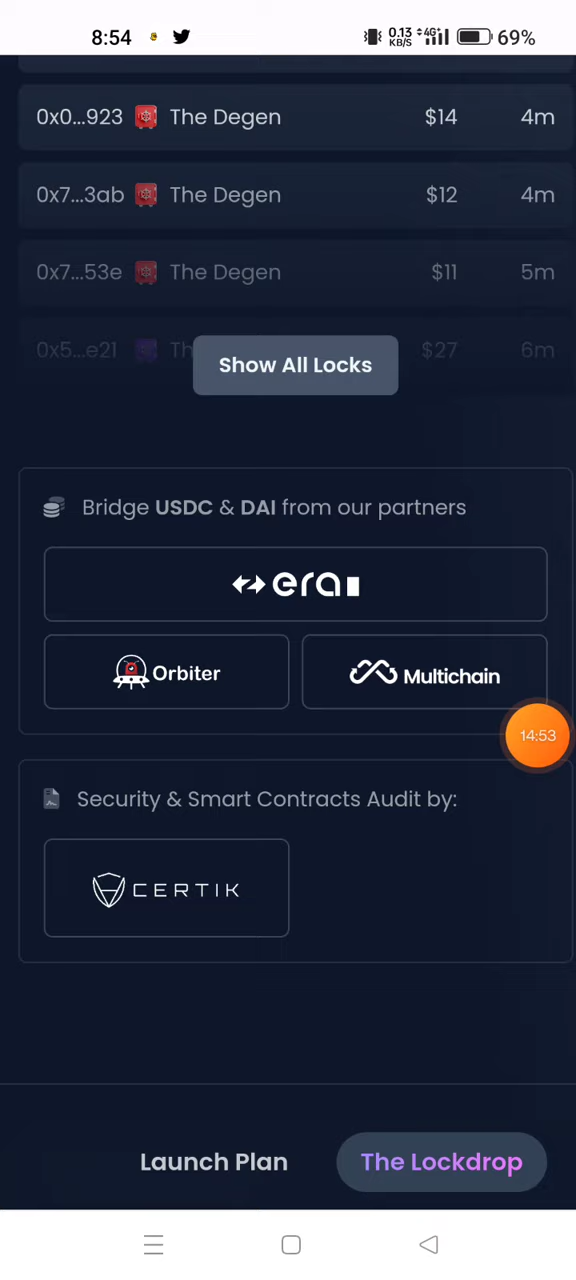 8:54 0.13 KB/S 4G+ 69%
0x0...923 The Degen $14 4m
0x7...3ab The Degen $12 4m
0x7...53e The Degen $11 5m
0x5...e21 Th $27 6m
Show All Locks
Bridge USDC & DAI from our partners
era
Orbiter Multichain
14:53
Security & Smart Contracts Audit by:
CERTIK
Launch Plan The Lockdrop